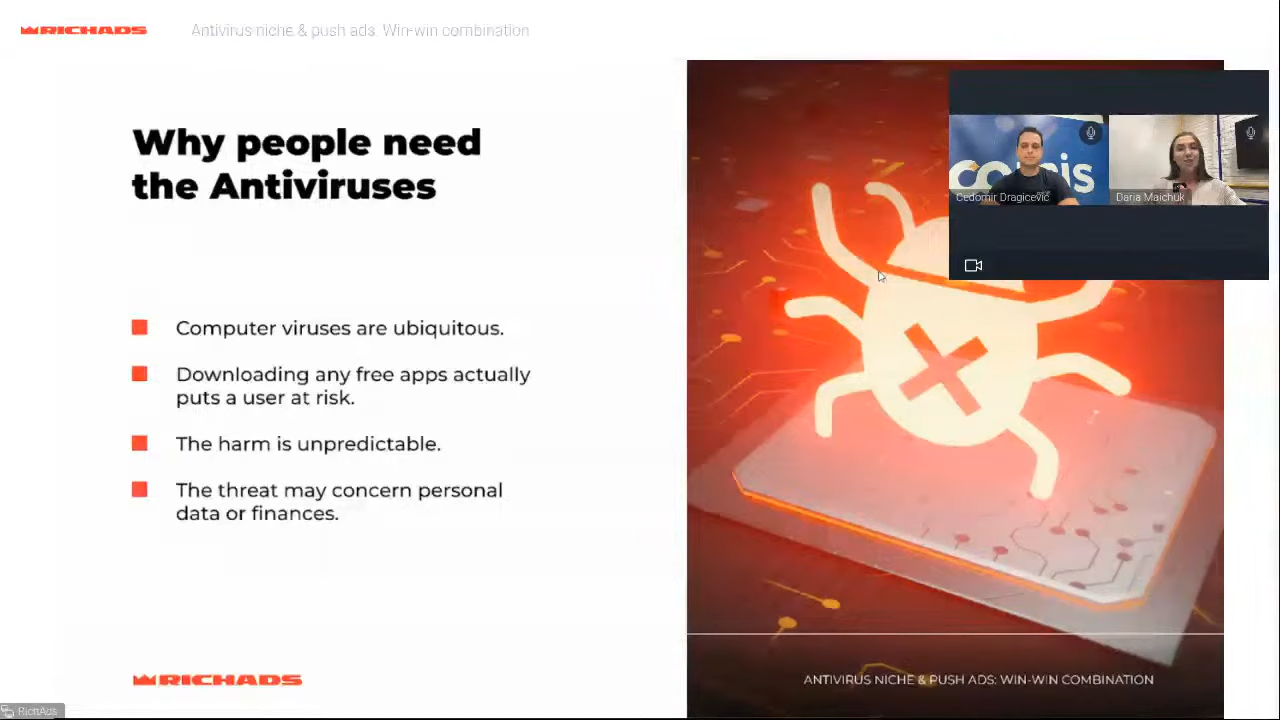 RICHADS
Antivirus niche & push ads. Win-win combination
Why people need
the Antiviruses
Cedomir Dragicevic
Daria Maichuk
Computer viruses are ubiquitous.
Downloading any free apps actually
puts a user at risk.
The harm is unpredictable.
The threat may concern personal
data or finances.
RICHADS
ANTIVIRUS NICHE & PUSH ADS: WIN-WIN COMBINATION
RichAds